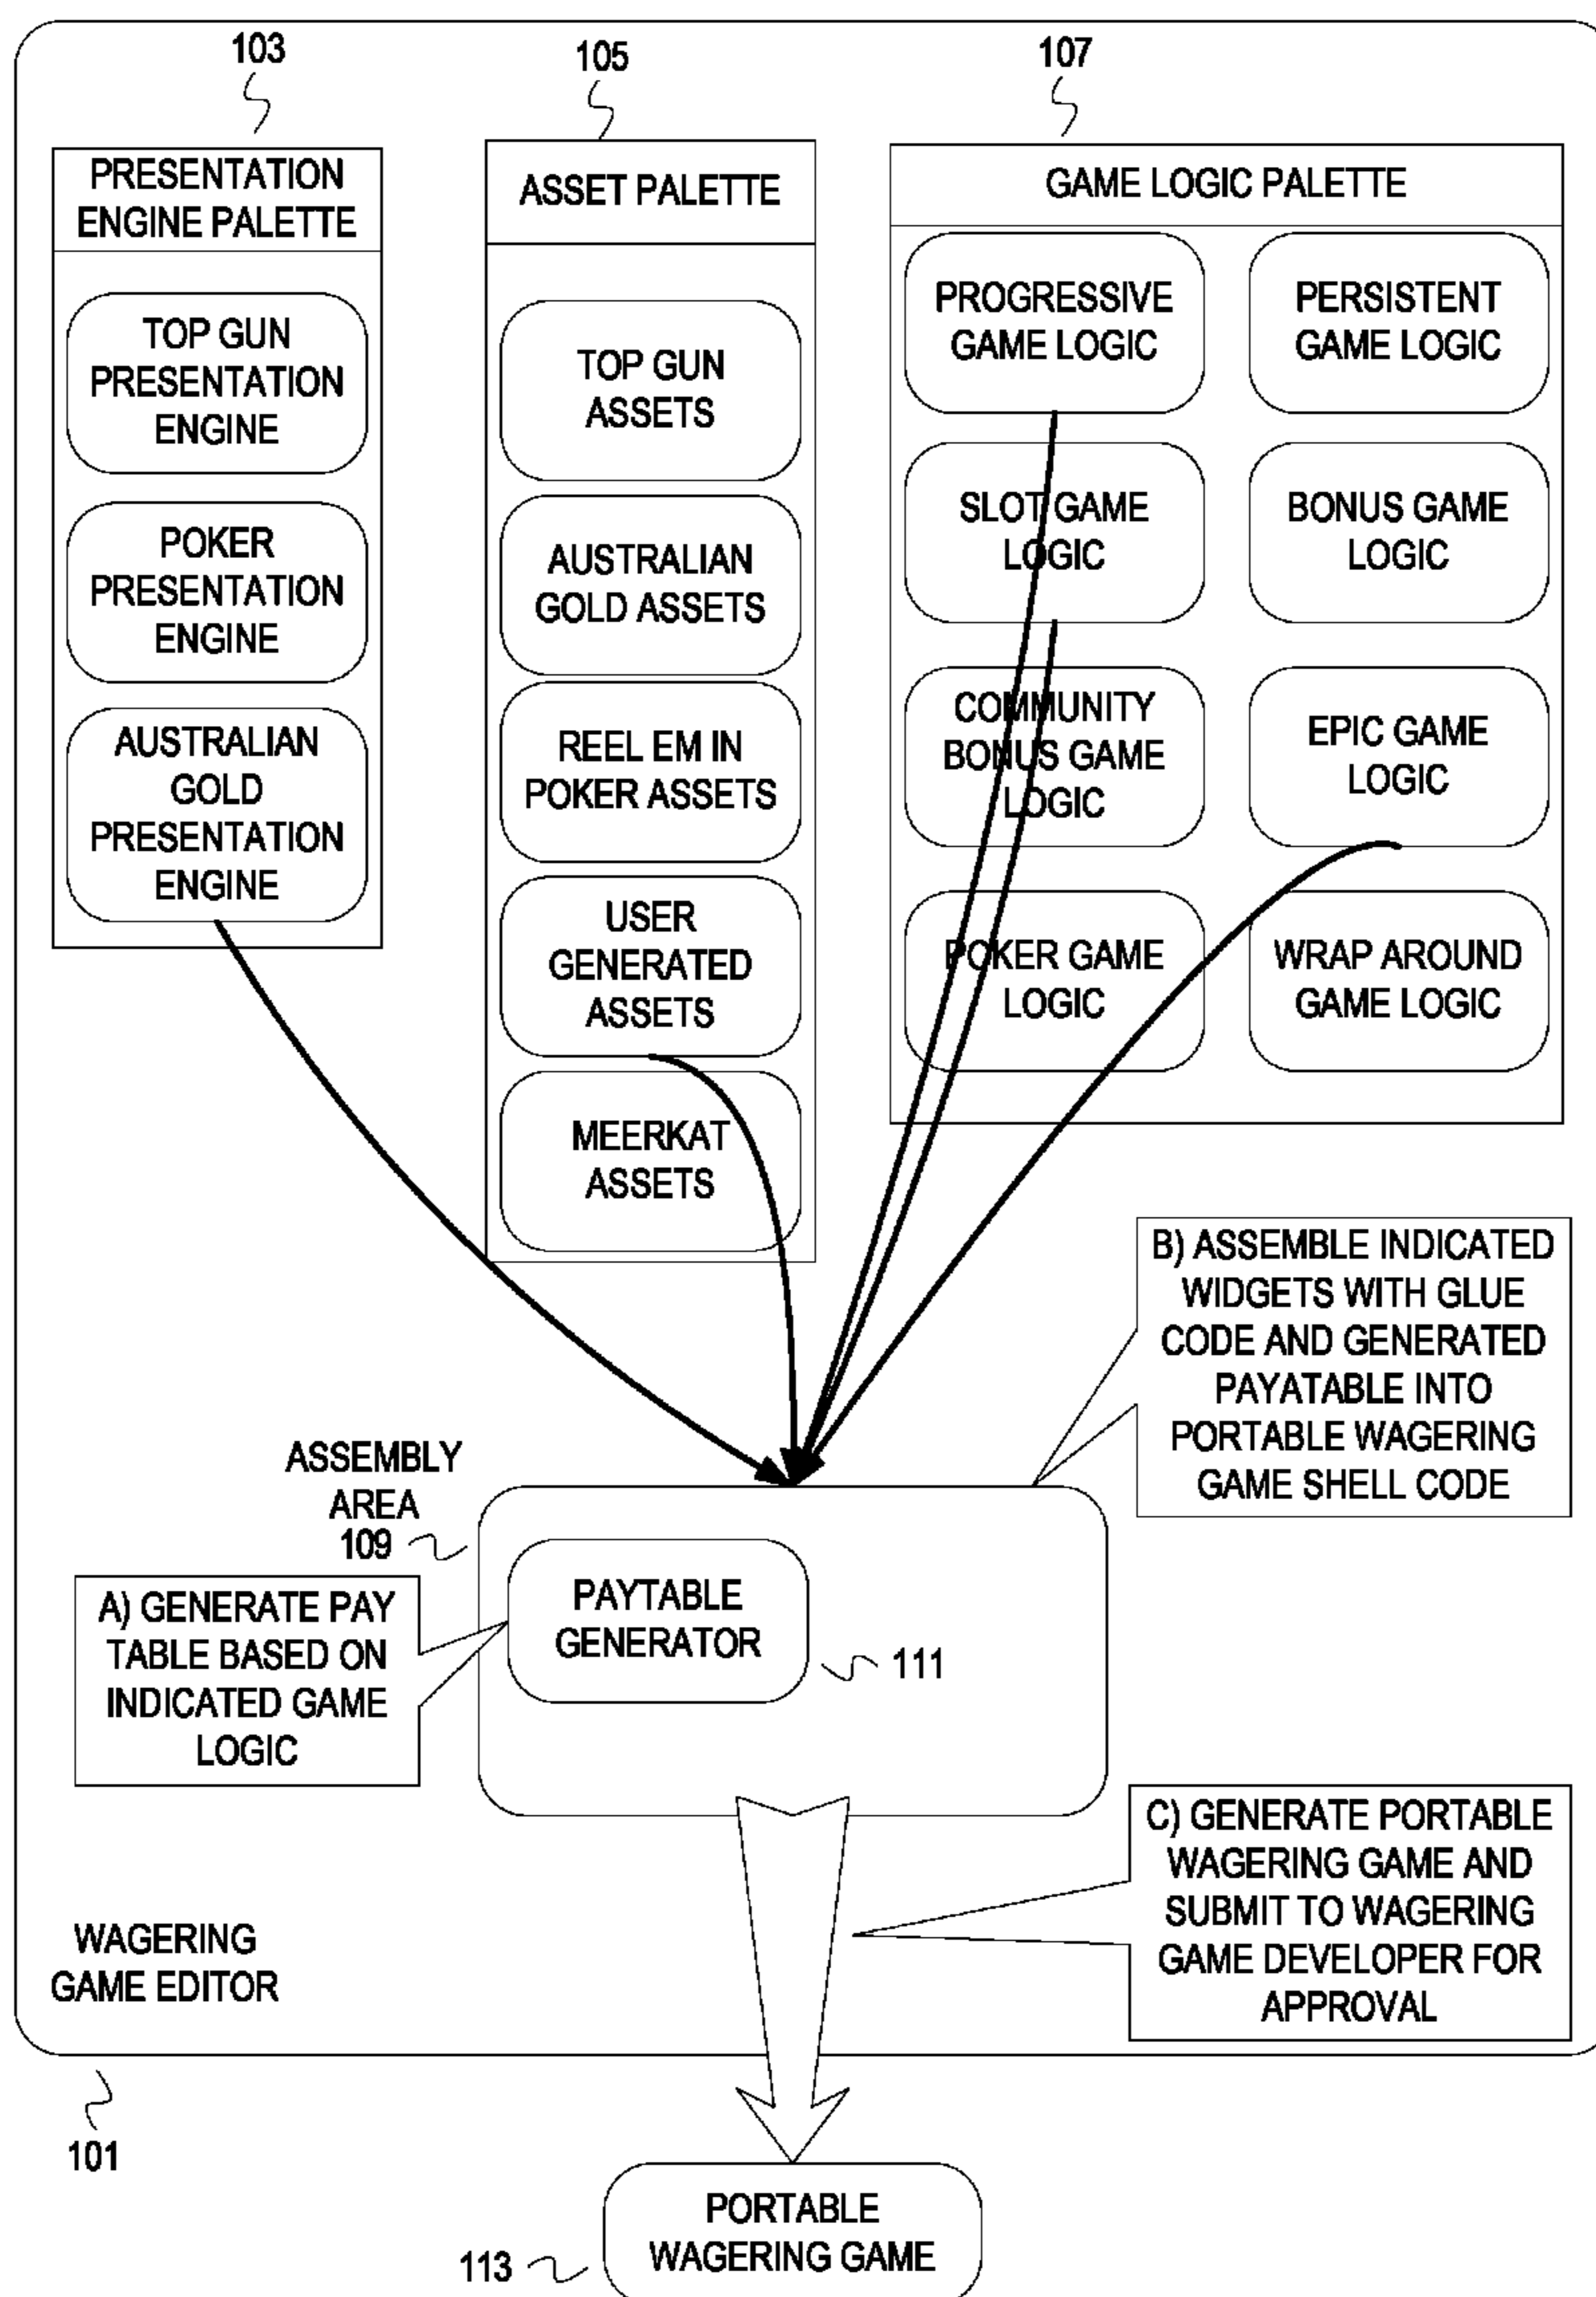 103
105
107
PRESENTATION
ENGINE PALETTE
TOP GUN
PRESENTATION
ENGINE
POKER
PRESENTATION
ENGINE
AUSTRALIAN
GOLD
PRESENTATION
ENGINE
ASSET PALETTE
TOP GUN
ASSETS
AUSTRALIAN
GOLD ASSETS
REEL EM IN
POKER ASSETS
USER
GENERATED
ASSETS
MEERKAT
ASSETS
GAME LOGIC PALETTE
PROGRESSIVE
GAME LOGIC
PERSISTENT
GAME LOGIC
SLOT GAME
LOGIC
BONUS GAME
LOGIC
COMMUNITY
BONUS GAME
LOGIC
EPIC GAME
LOGIC
POKER GAME
LOGIC
WRAP AROUND
GAME LOGIC
B) ASSEMBLE INDICATED
WIDGETS WITH GLUE
CODE AND GENERATED
PAYATABLE INTO
PORTABLE WAGERING
GAME SHELL CODE
ASSEMBLY
AREA
109
A) GENERATE PAY
TABLE BASED ON
INDICATED GAME
LOGIC
PAYTABLE
GENERATOR
111
C) GENERATE PORTABLE
WAGERING GAME AND
SUBMIT TO WAGERING
GAME DEVELOPER FOR
APPROVAL
WAGERING
GAME EDITOR
101
PORTABLE
WAGERING GAME
113